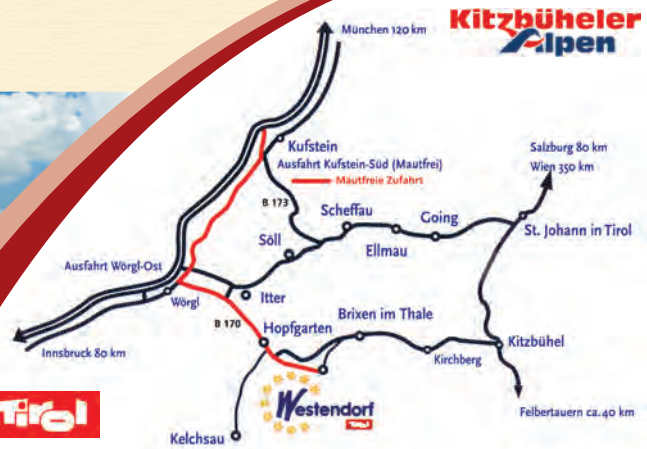 Kitzbüheler
Alpen
München 120 km
Kufstein
Ausfahrt Kufstein-Süd (Mautfrei)
Mautfreie Zufahrt
Salzburg 80 km
Wien 350 km
B 173
Scheffau
Going
St. Johann in Tirol
Söll
Ellmau
Ausfahrt Wörgl-Ost
Itter
Wörgl
B 170
Hopfgarten
Brixen im Thale
Kitzbühel
Kirchberg
Innsbruck 80 km
Westendorf
Tirol
Tirol
Felbertauern ca. 40 km
Kelchsau